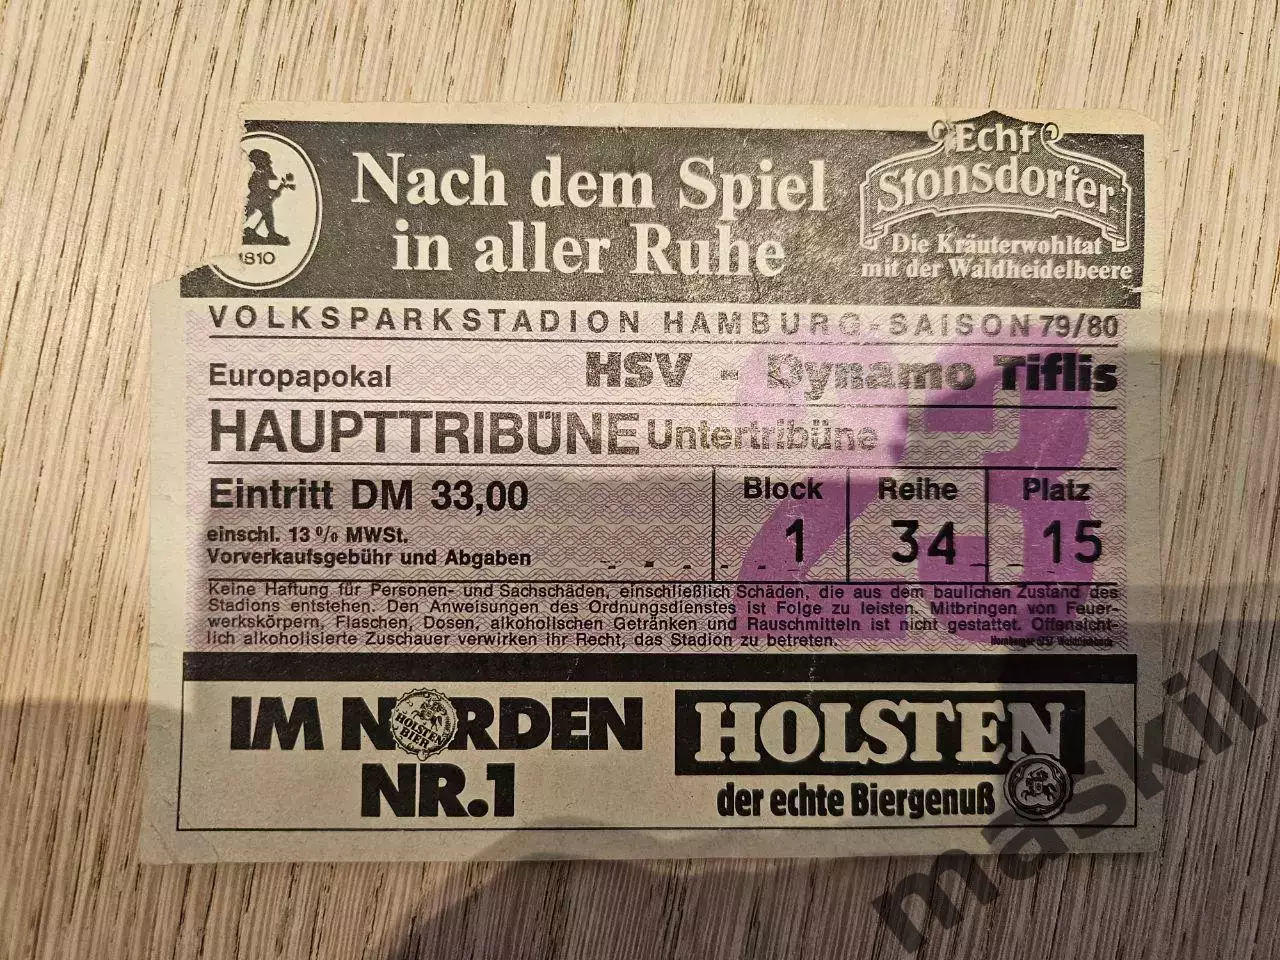 Nach dem Spiel
in aller Ruhe
1810
Echt
Stonsdorfer
Die Kräuterwohltat
mit der Waldheidelbeere
VOLKSPARKSTADION HAMBURG - SAISON 79/80
Europapokal HSV - Dynamo Tiflis
HAUPTTRIBÜNE Untertribüne
23
Eintritt DM 33,00
einschl. 13 % MWSt.
Vorverkaufsgebühr und Abgaben
Block Reihe Platz
1 34 15
Keine Haftung für Personen- und Sachschäden, einschließlich Schäden, die aus dem baulichen Zustand des
Stadions entstehen. Den Anweisungen des Ordnungsdienstes ist Folge zu leisten. Mitbringen von Feuer-
werkskörpern, Flaschen, Dosen, alkoholischen Getränken und Rauschmitteln ist nicht gestattet. Offensicht-
lich alkoholisierte Zuschauer verwirken ihr Recht, das Stadion zu betreten.
IM NORDEN
NR.1
HOLSTEN
BIER
HOLSTEN
der echte Biergenuß
maskil